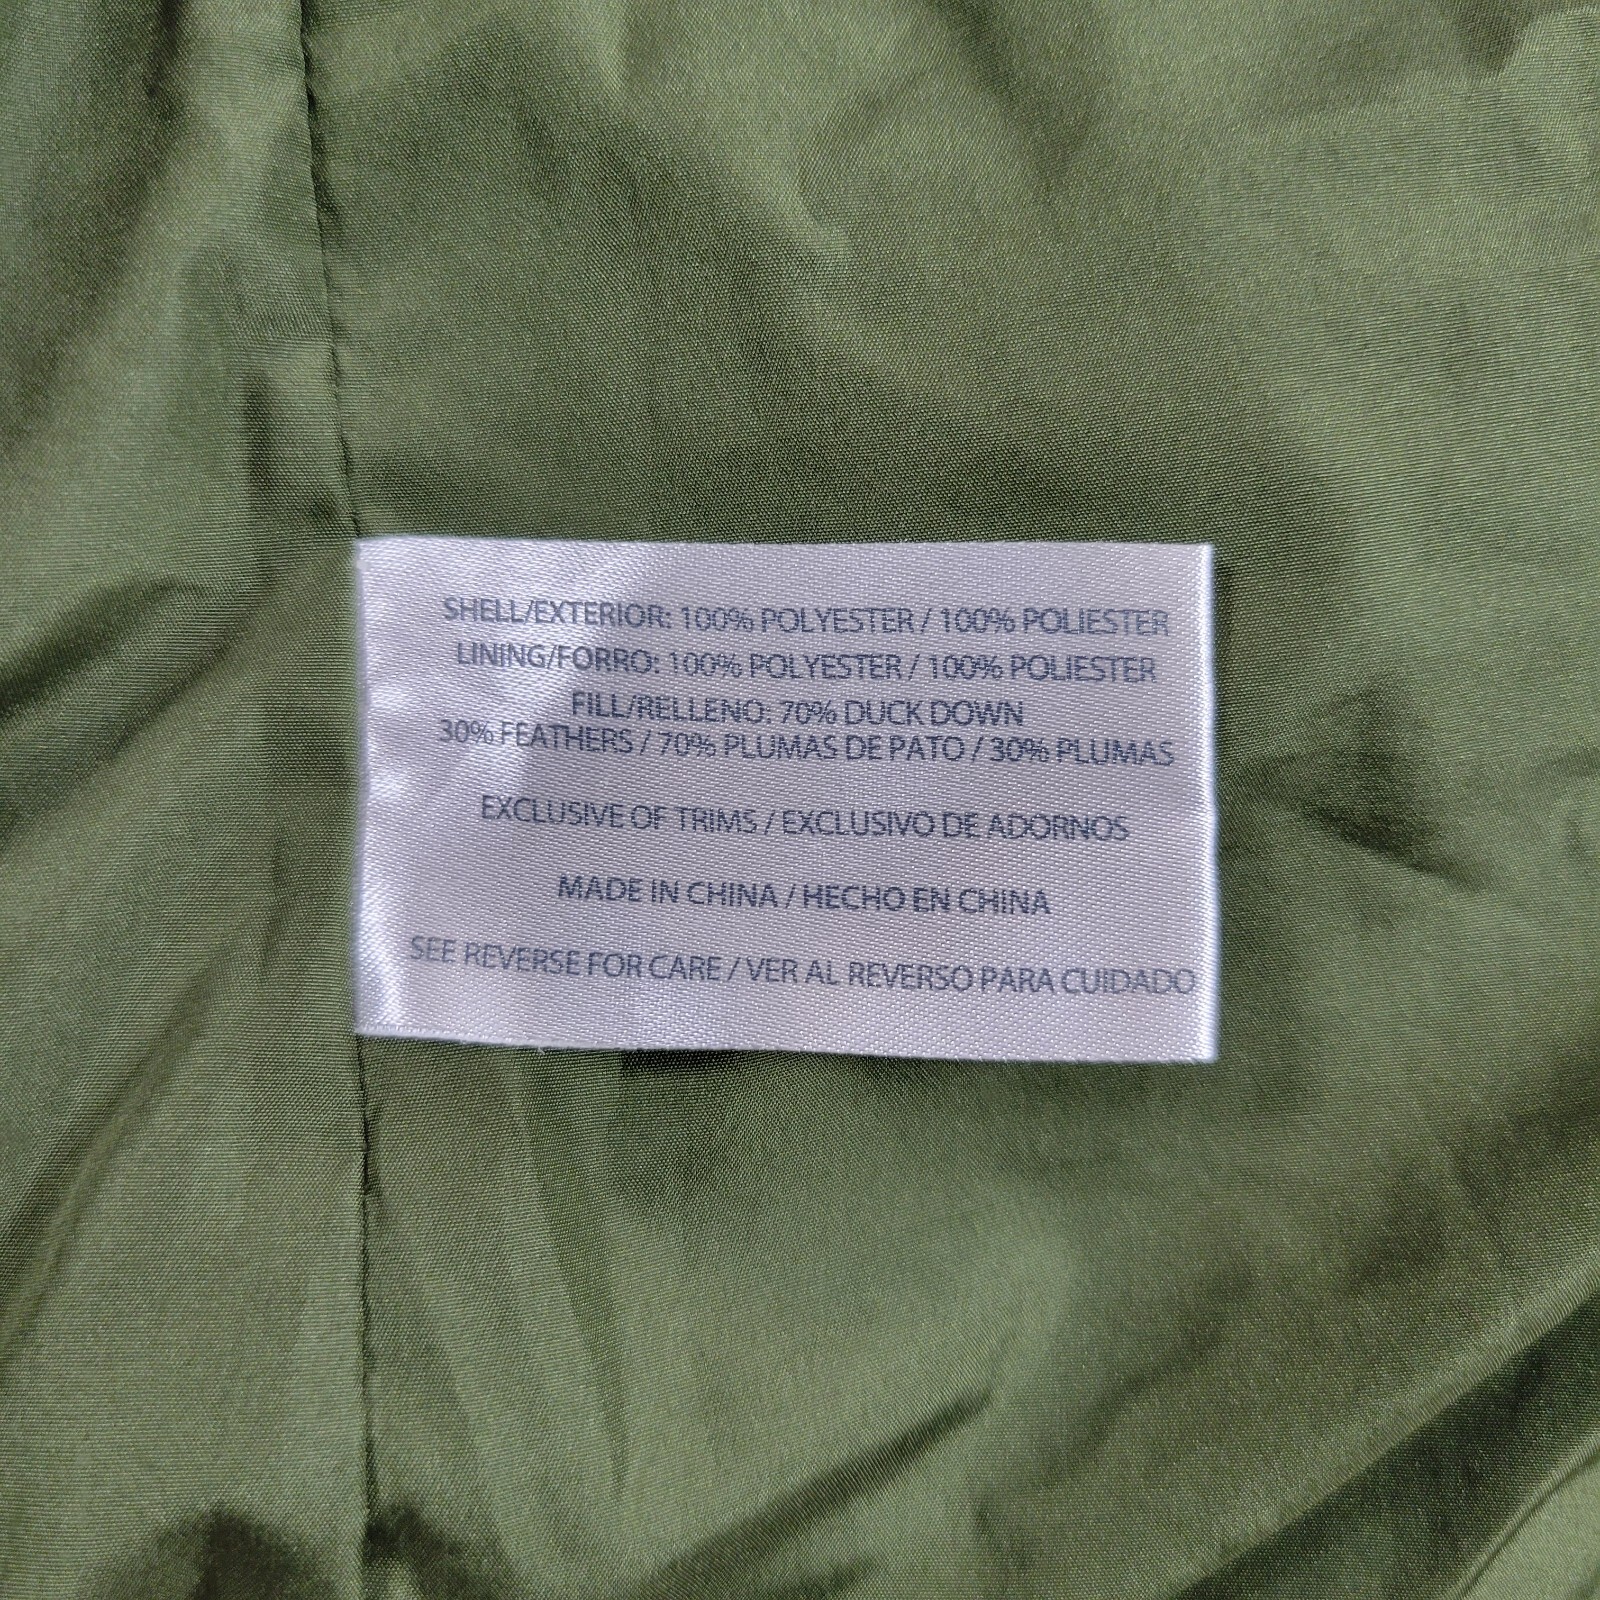 SHELL/EXTERIOR: 100% POLYESTER / 100% POLIESTER
LINING/FORRO: 100% POLYESTER / 100% POLIESTER
FILL/RELLENO: 70% DUCK DOWN
30% FEATHERS / 70% PLUMAS DE PATO / 30% PLUMAS
EXCLUSIVE OF TRIMS / EXCLUSIVO DE ADORNOS
MADE IN CHINA / HECHO EN CHINA
SEE REVERSE FOR CARE / VER AL REVERSO PARA CUIDADO